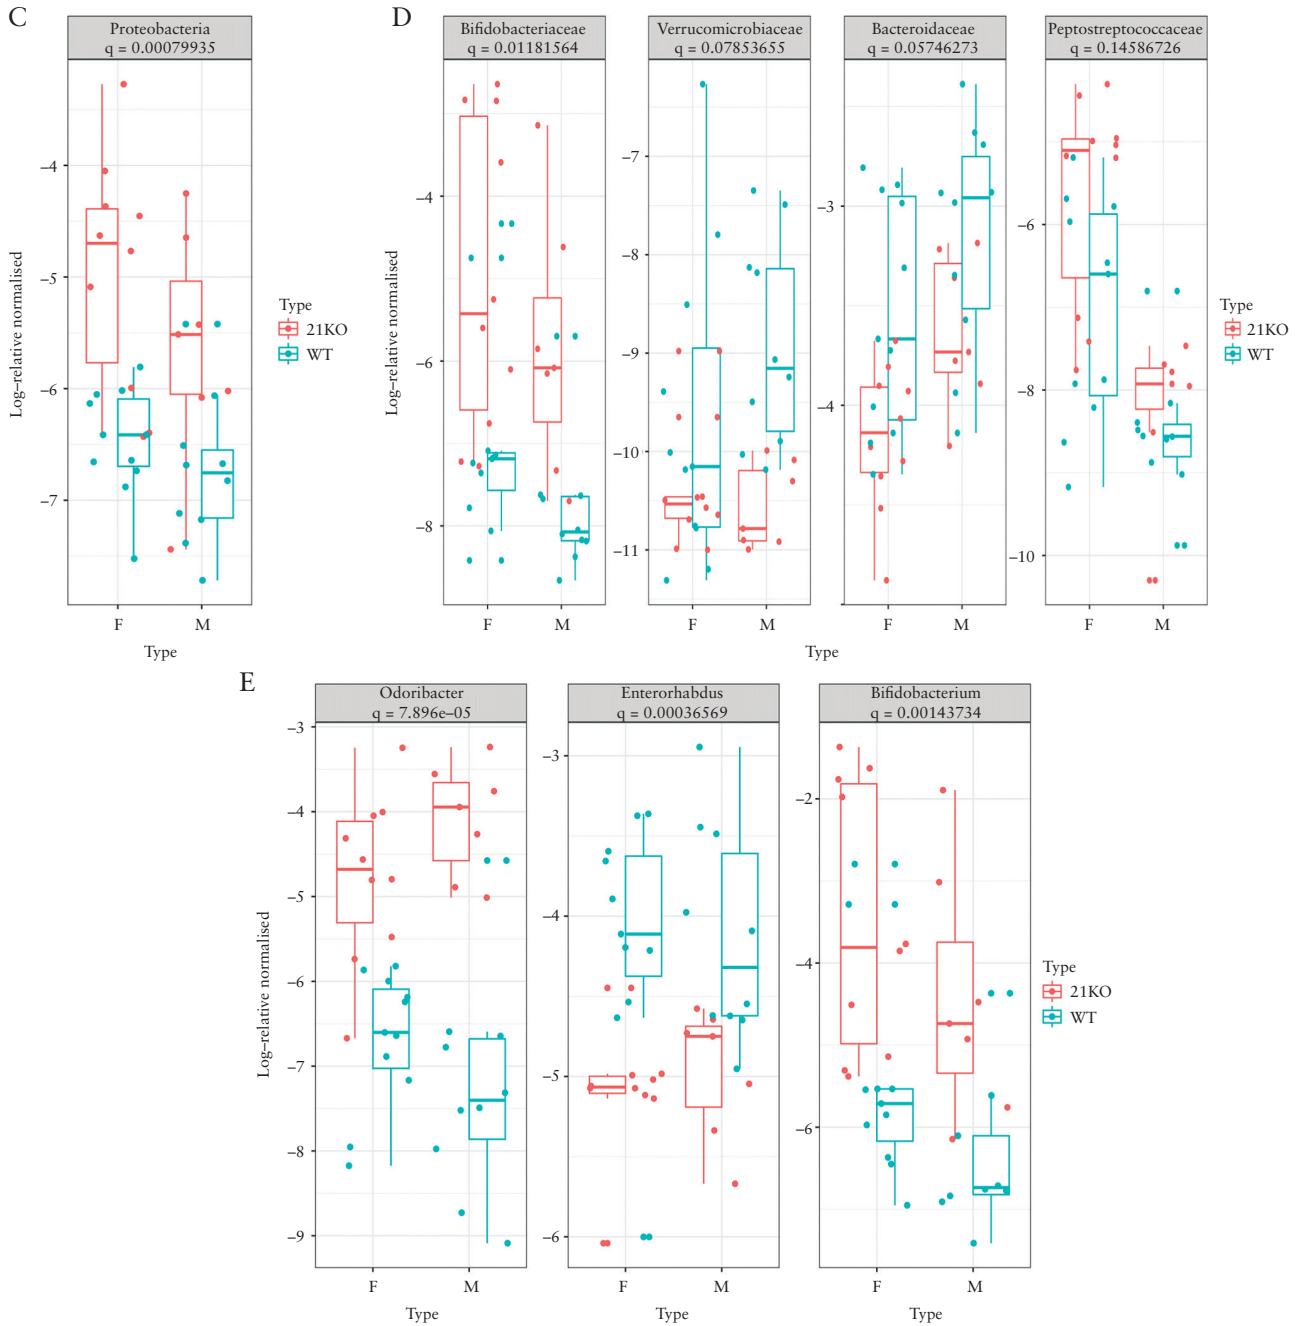 C
Proteobacteria
q = 0.00079935
Log–relative normalised
−4
−5
−6
−7
F
M
Type
Type
21KO
WT
D
Bifidobacteriaceae
q = 0.01181564
Log–relative normalised
−4
−6
−8
F
M
Verrucomicrobiaceae
q = 0.07853655
−7
−8
−9
−10
−11
F
M
Bacteroidaceae
q = 0.05746273
−3
−4
F
M
Peptostreptococcaceae
q = 0.14586726
−6
−8
−10
F
M
Type
Type
21KO
WT
E
Odoribacter
q = 7.896e–05
Log–relative normalised
−3
−4
−5
−6
−7
−8
−9
F
M
Type
Enterorhabdus
q = 0.00036569
−3
−4
−5
−6
F
M
Type
Bifidobacterium
q = 0.00143734
−2
−4
−6
F
M
Type
Type
21KO
WT